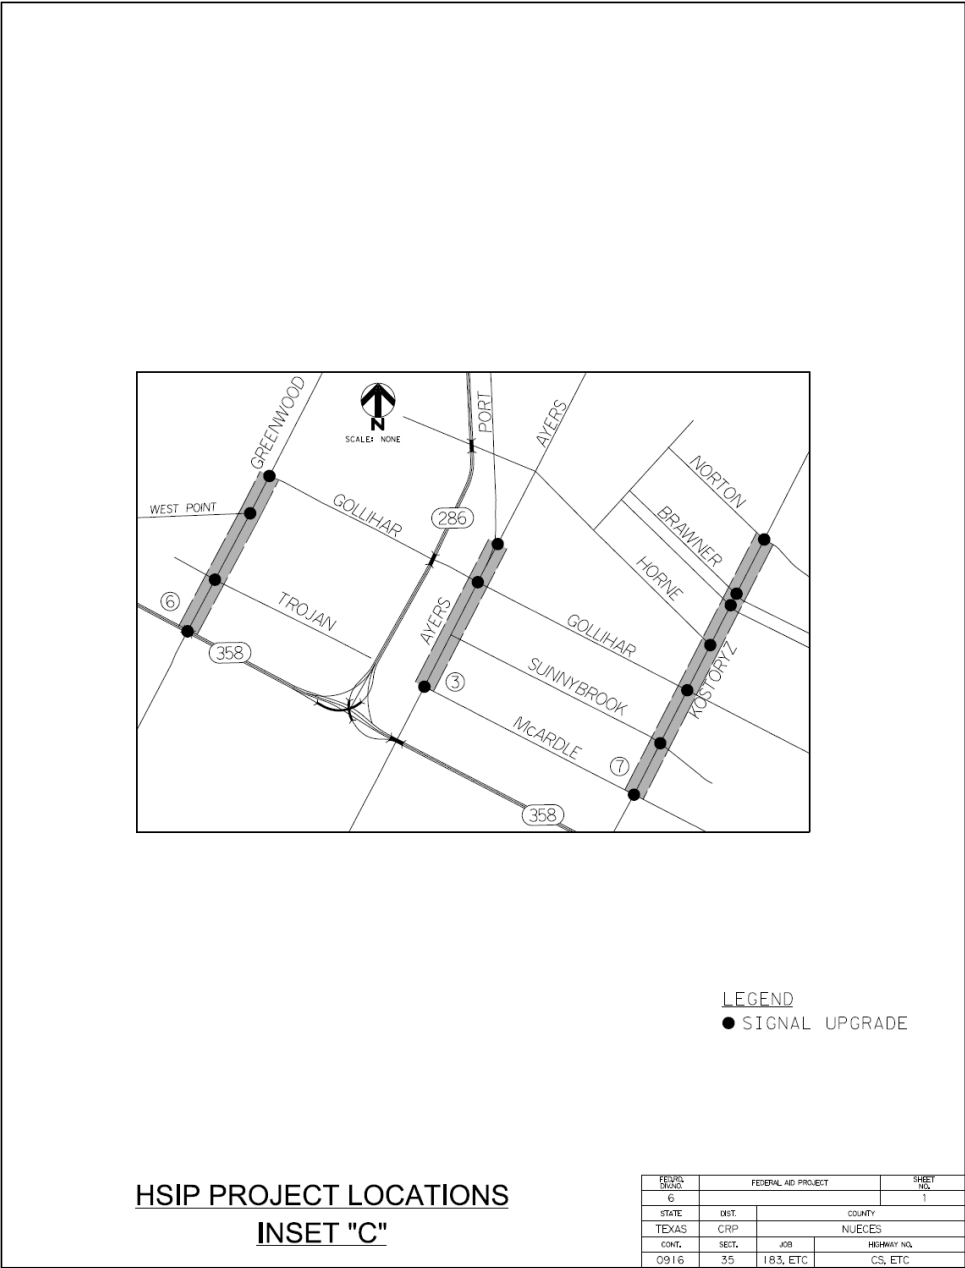 GREENWOOD
N
SCALE: NONE
PORT
AYERS
WEST POINT
GOLLIHAR
286
NORTON
BRAWNER
HORNE
6
TROJAN
AYERS
GOLLIHAR
358
3
SUNNYBROOK
KOSTORYZ
McARDLE
7
358
LEGEND
SIGNAL UPGRADE
HSIP PROJECT LOCATIONS
INSET "C"
FED.RD. DIV.NO. FEDERAL AID PROJECT SHEET NO.
6 1
STATE DIST. COUNTY
TEXAS CRP NUECES
CONT. SECT. JOB HIGHWAY NO.
0916 35 183, ETC CS, ETC